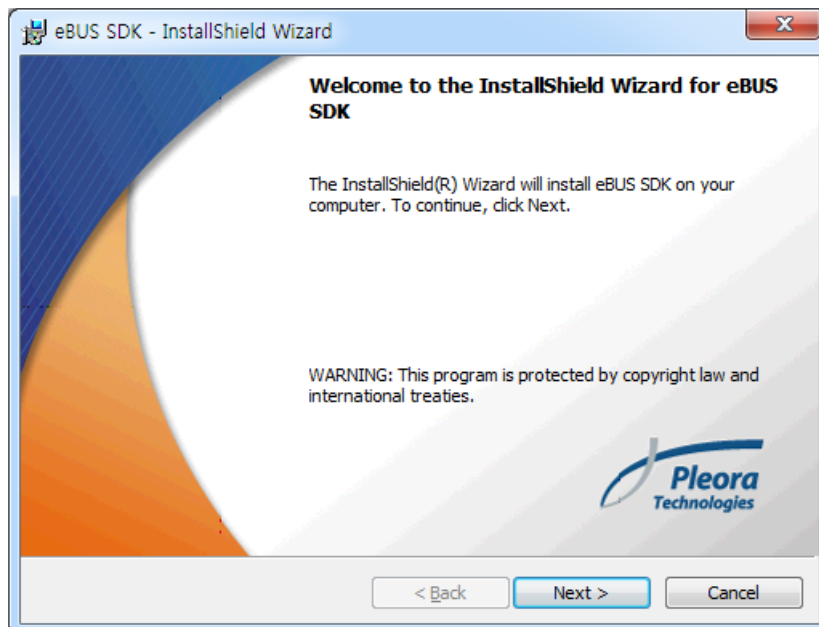 eBUS SDK - InstallShield Wizard
Welcome to the InstallShield Wizard for eBUS
SDK
The InstallShield(R) Wizard will install eBUS SDK on your
computer. To continue, click Next.
WARNING: This program is protected by copyright law and
international treaties.
Pleora
Technologies
< Back
Next >
Cancel